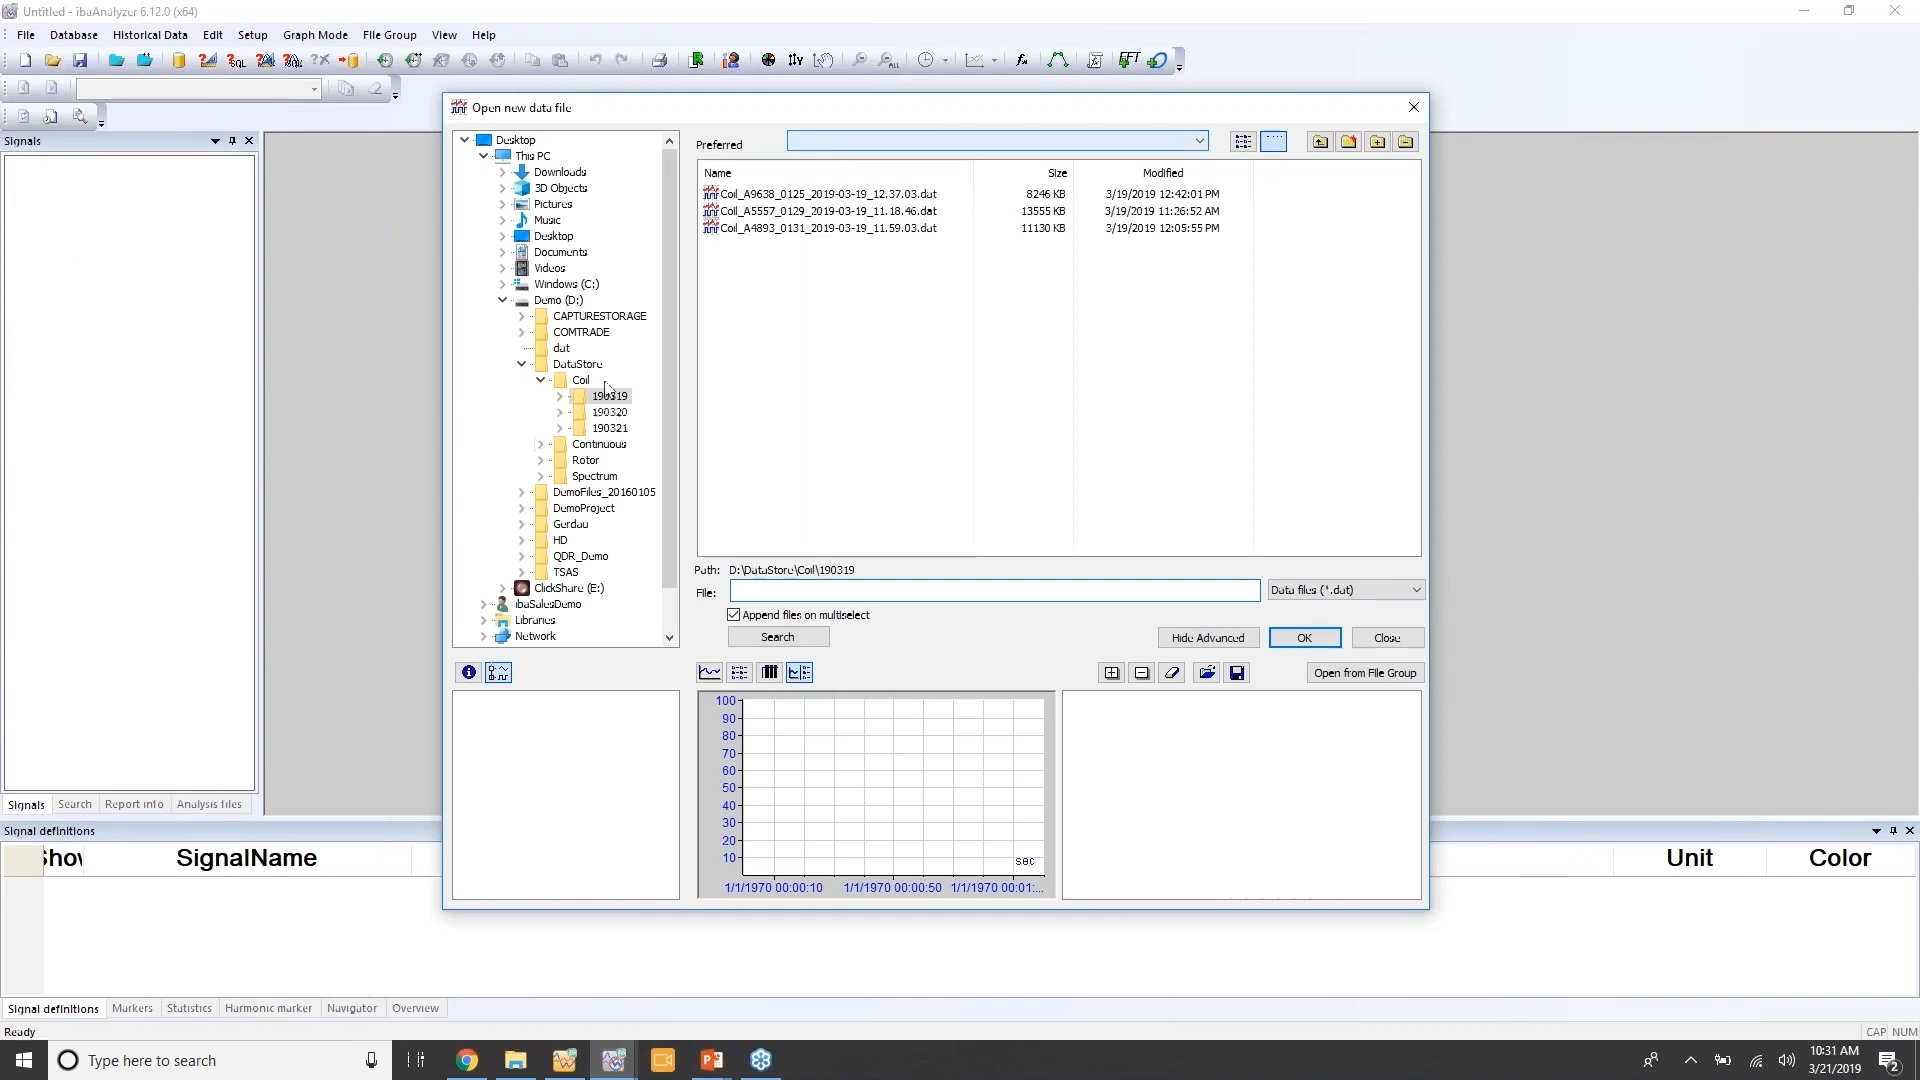 Untitled - ibaAnalyzer 6.12.0 (x64)
File Database Historical Data Edit Setup Graph Mode File Group View Help
Signals
Open new data file
Desktop
This PC
Downloads
3D Objects
Pictures
Music
Desktop
Documents
Videos
Windows (C:)
Demo (D:)
CAPTURESTORAGE
COMTRADE
dat
DataStore
Coil
190319
190320
190321
Continuous
Rotor
Spectrum
DemoFiles_20160105
DemoProject
Gerdau
HD
QDR_Demo
TSAS
ClickShare (E:)
ibaSalesDemo
Libraries
Network
Preferred
Name Size Modified
Coil_A9638_0125_2019-03-19_12.37.03.dat 8246 KB 3/19/2019 12:42:01 PM
Coil_A5557_0129_2019-03-19_11.18.46.dat 13555 KB 3/19/2019 11:26:52 AM
Coil_A4893_0131_2019-03-19_11.59.03.dat 11130 KB 3/19/2019 12:05:55 PM
Path: D:\DataStore\Coil\190319
File: Data files (*.dat)
Append files on multiselect
Search Hide Advanced OK Close
Open from File Group
100
90
80
70
60
50
40
30
20
10
sec
1/1/1970 00:00:10 1/1/1970 00:00:50 1/1/1970 00:01:...
Signals Search Report info Analysis files
Signal definitions
Show SignalName Unit Color
Signal definitions Markers Statistics Harmonic marker Navigator Overview
Ready CAP NUM
Type here to search
10:31 AM
3/21/2019
2